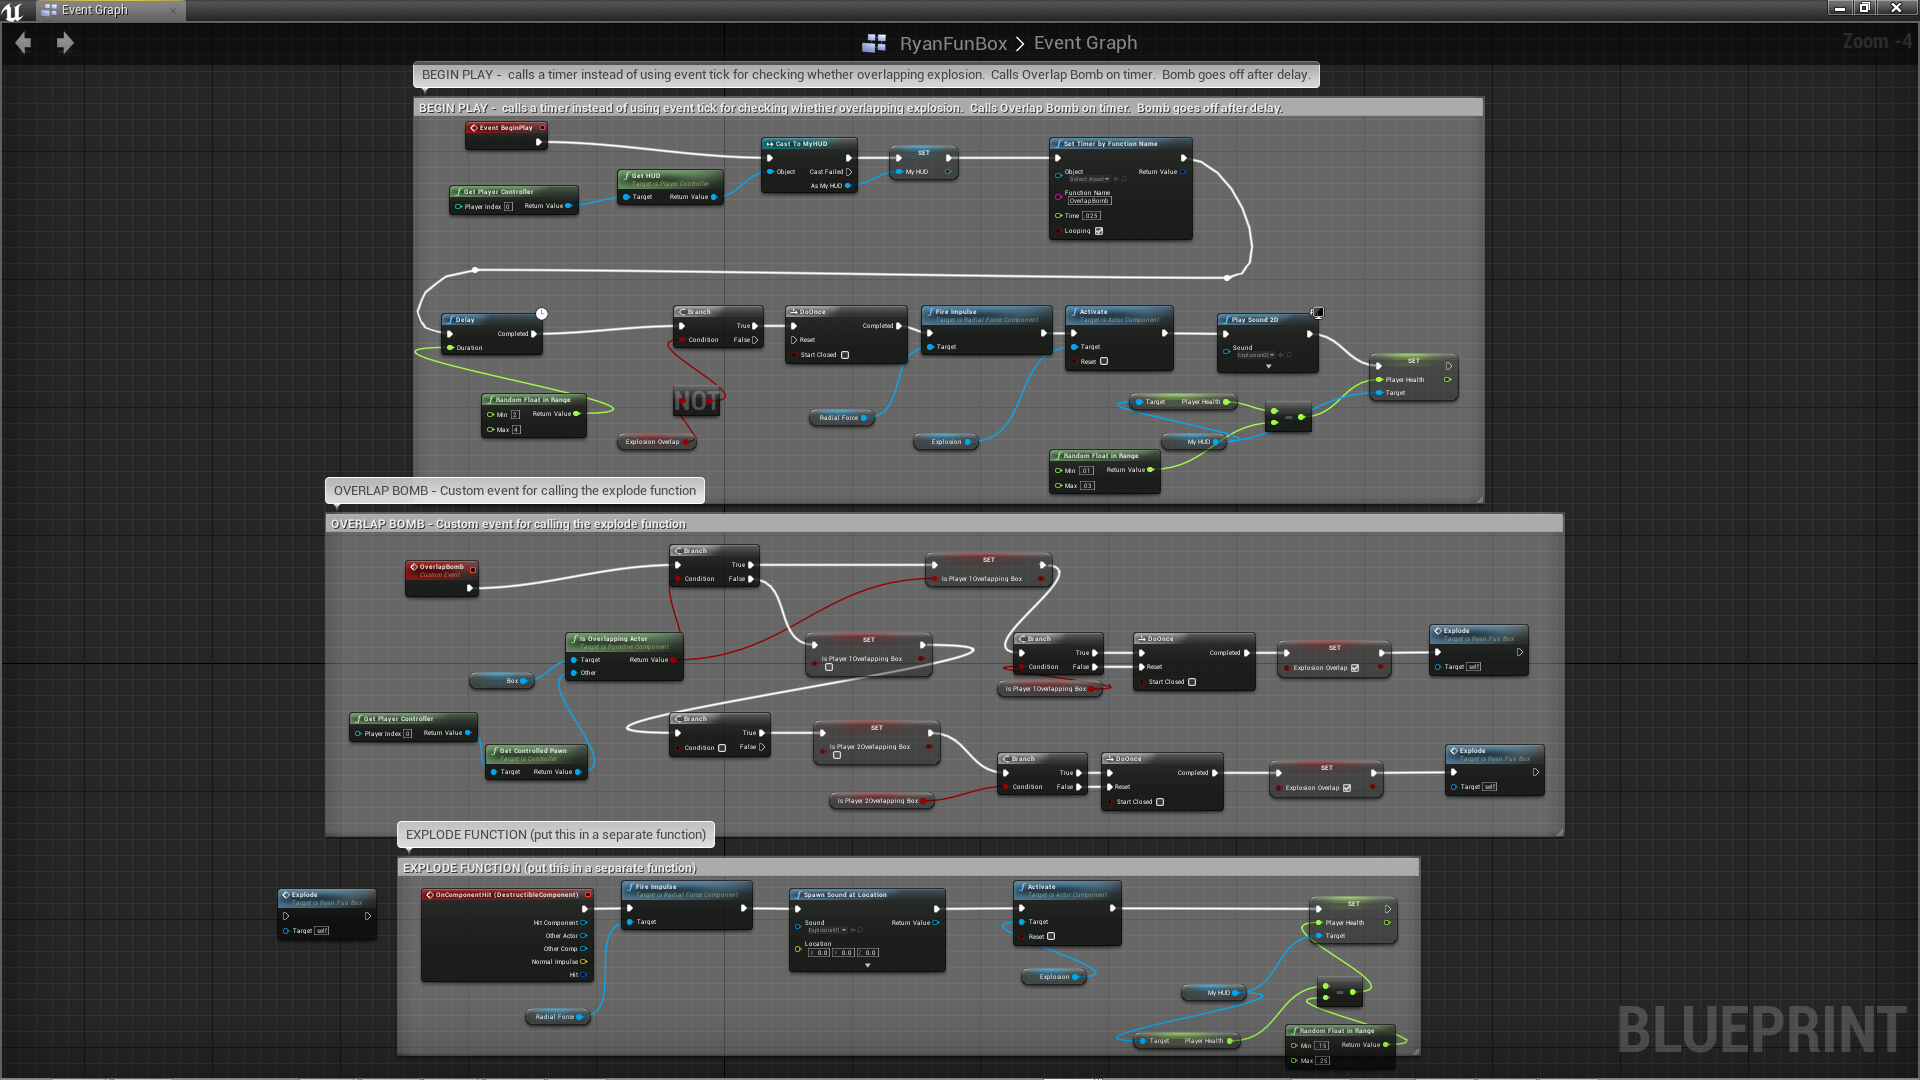 Event Graph
RyanFunBox > Event Graph
Zoom -4
BEGIN PLAY - calls a timer instead of using event tick for checking whether overlapping explosion. Calls Overlap Bomb on timer. Bomb goes off after delay.
BEGIN PLAY - calls a timer instead of using event tick for checking whether overlapping explosion. Calls Overlap Bomb on timer. Bomb goes off after delay.
Event BeginPlay
Get Player Controller
Player Index 0 Return Value
Get HUD
Target is Player Controller
Target Return Value
Cast To MyHUD
Object Cast Failed
As My HUD
SET
My HUD
Set Timer by Function Name
Object Return Value
Select Asset
Function Name
OverlapBomb
Time .025
Looping
Delay
Completed
Duration
Random Float in Range
Min 2 Return Value
Max 4
Branch
True
Condition False
NOT
Explosion Overlap
DoOnce
Completed
Reset
Start Closed
Radial Force
Fire Impulse
Target is Radial Force Component
Target
Explosion
Activate
Target is Actor Component
Target
Reset
Play Sound 2D
Sound
Explosion02
SET
Player Health
Target
Target Player Health
My HUD
Random Float in Range
Min .01 Return Value
Max .03
OVERLAP BOMB - Custom event for calling the explode function
OVERLAP BOMB - Custom event for calling the explode function
OverlapBomb
Custom Event
Branch
True
Condition False
SET
Is Player 1Overlapping Box
Is Overlapping Actor
Target is Primitive Component
Target Return Value
Other
Box
SET
Is Player 1Overlapping Box
Branch
True
Condition False
Is Player 1Overlapping Box
DoOnce
Completed
Reset
Start Closed
SET
Explosion Overlap
Explode
Target is Ryan Fun Box
Target self
Get Player Controller
Player Index 0 Return Value
Get Controlled Pawn
Target is Controller
Target Return Value
Branch
True
Condition False
SET
Is Player 2Overlapping Box
Is Player 2Overlapping Box
Branch
True
Condition False
DoOnce
Completed
Reset
Start Closed
SET
Explosion Overlap
Explode
Target is Ryan Fun Box
Target self
EXPLODE FUNCTION (put this in a separate function)
EXPLODE FUNCTION (put this in a separate function)
Explode
Target is Ryan Fun Box
Target self
OnComponentHit (DestructibleComponent)
Hit Component
Other Actor
Other Comp
Normal Impulse
Hit
Radial Force
Fire Impulse
Target is Radial Force Component
Target
Spawn Sound at Location
Sound Return Value
Explosion01
Location
X 0.0 Y 0.0 Z 0.0
Activate
Target is Actor Component
Target
Reset
Explosion
SET
Player Health
Target
My HUD
Target Player Health
Random Float in Range
Min .15 Return Value
Max .25
BLUEPRINT